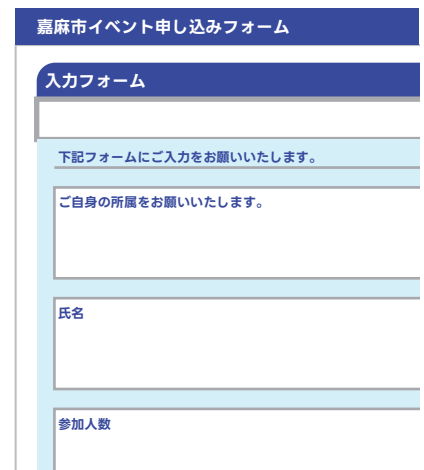 嘉麻市イベント申し込みフォーム
入力フォーム
下記フォームにご入力をお願いいたします。
ご自身の所属をお願いいたします。
氏名
参加人数